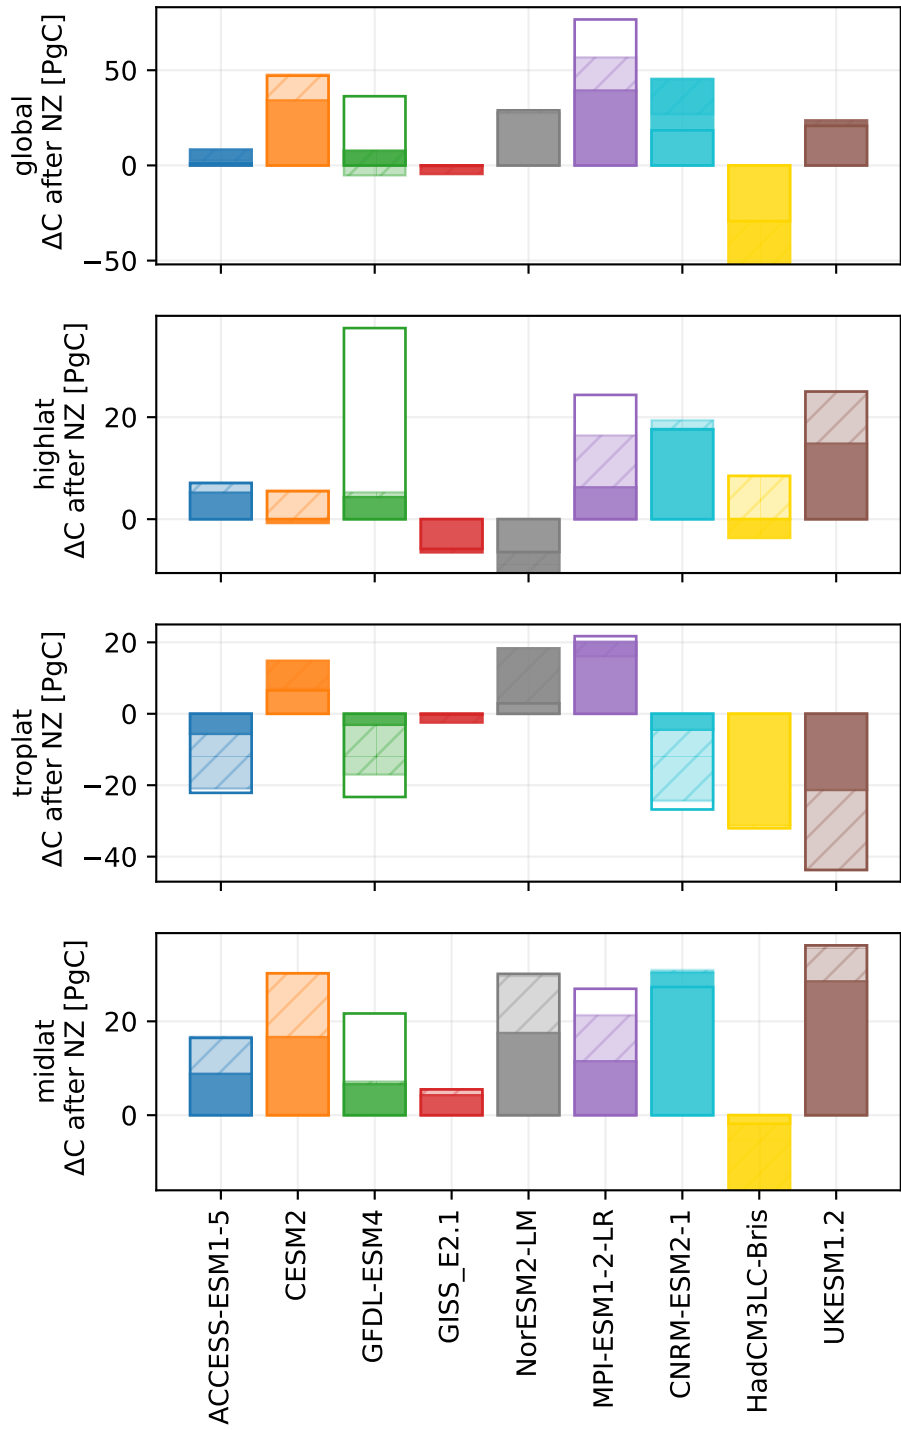 global
ΔC after NZ [PgC]
50
0
−50
highlat
ΔC after NZ [PgC]
20
0
troplat
ΔC after NZ [PgC]
20
0
−20
−40
midlat
ΔC after NZ [PgC]
20
0
ACCESS-ESM1-5
CESM2
GFDL-ESM4
GISS_E2.1
NorESM2-LM
MPI-ESM1-2-LR
CNRM-ESM2-1
HadCM3LC-Bris
UKESM1.2